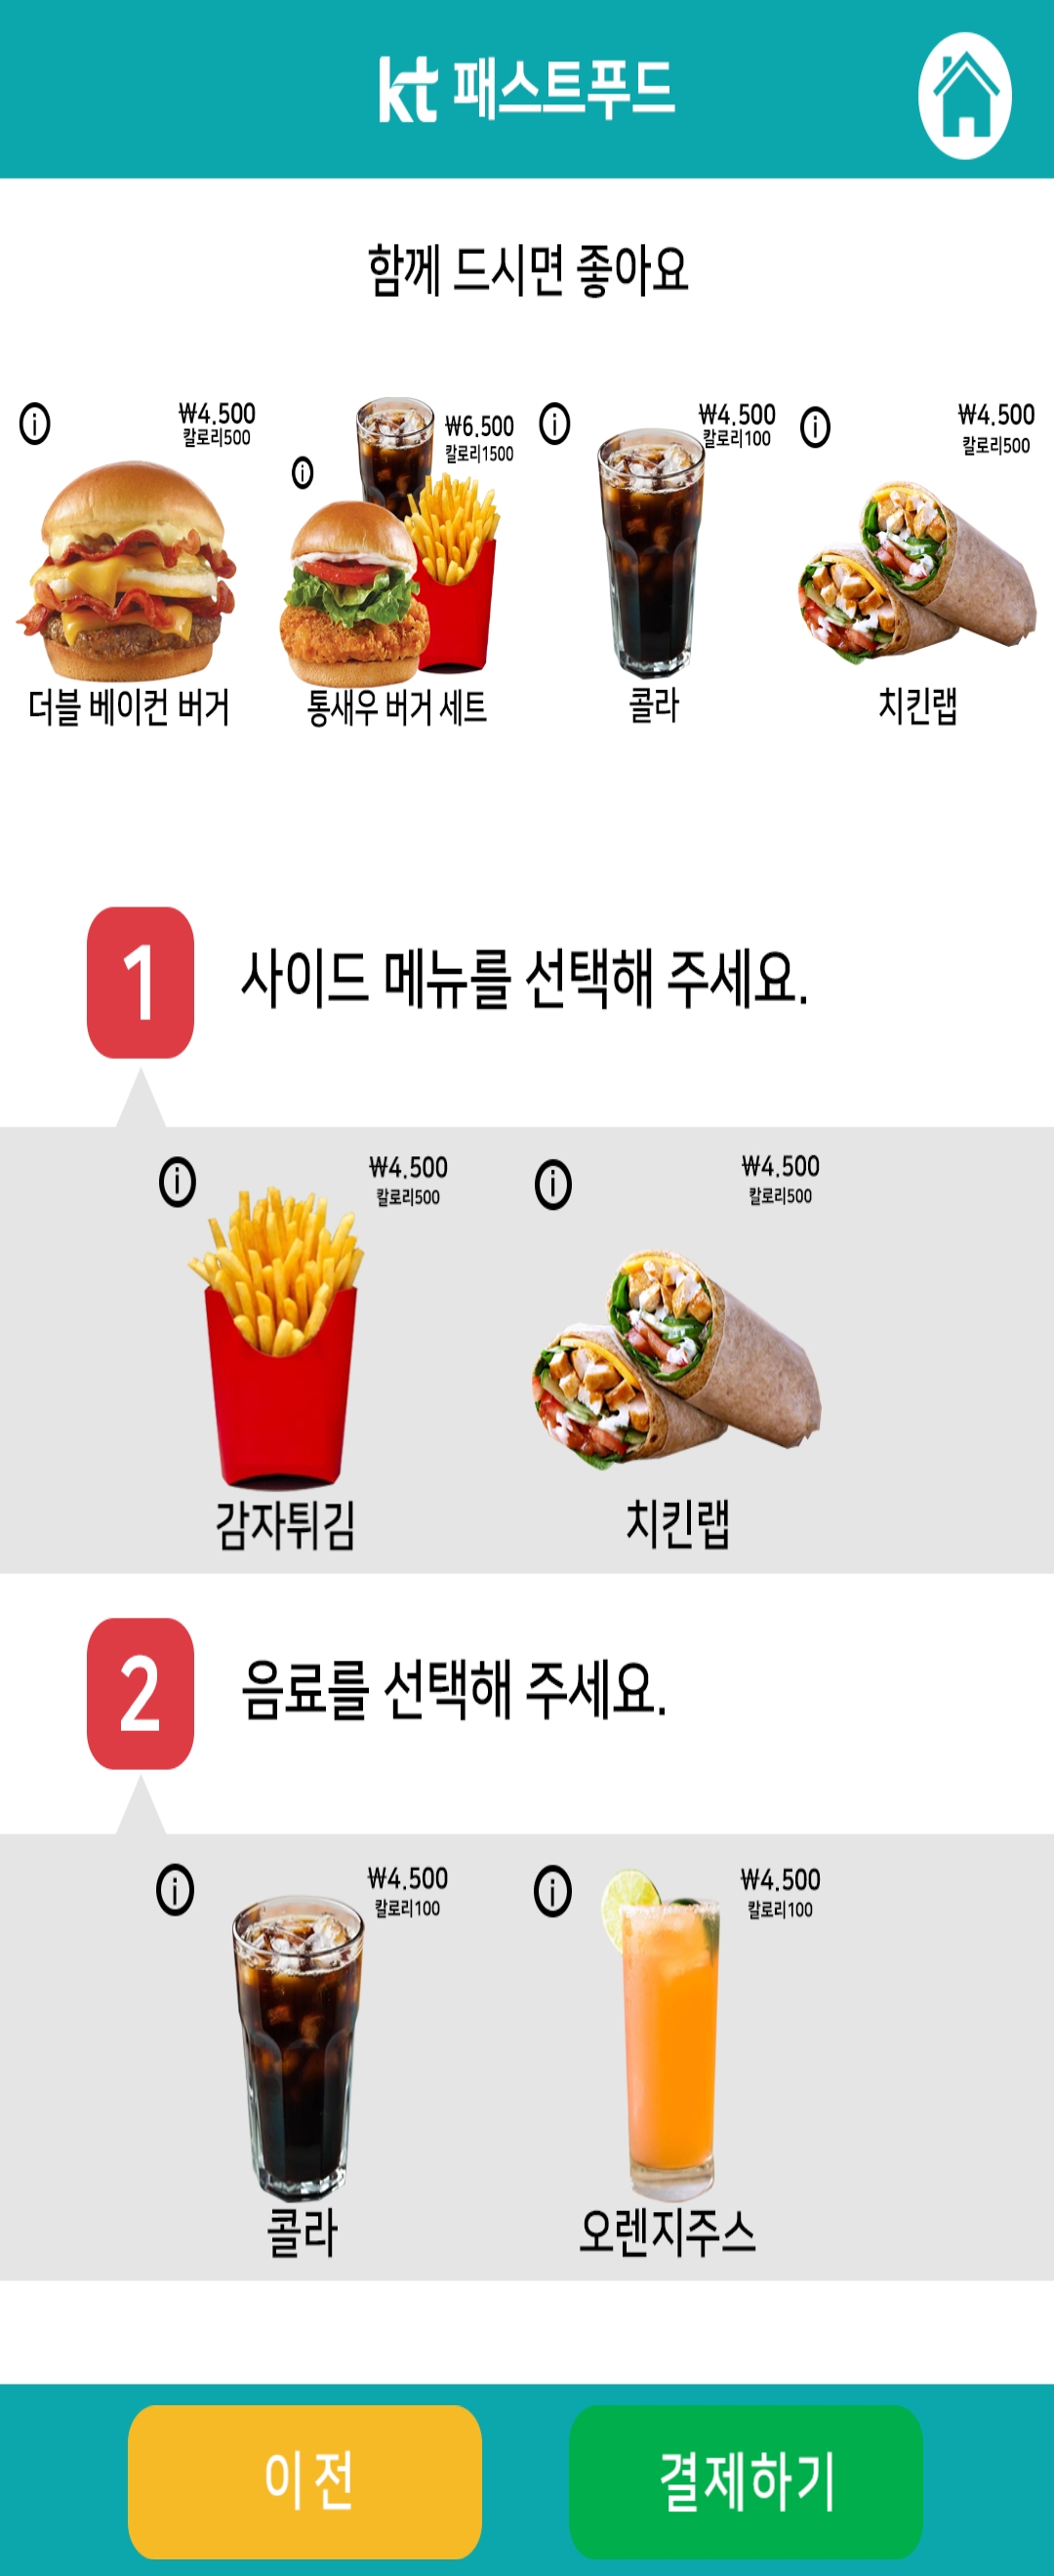 kt 패스트푸드
함께 드시면 좋아요
ⓘ ₩4.500
칼로리500
더블 베이컨 버거
ⓘ ₩6.500
칼로리1500
통새우 버거 세트
ⓘ ₩4.500
칼로리100
콜라
ⓘ ₩4.500
칼로리500
치킨랩
1 사이드 메뉴를 선택해 주세요.
ⓘ ₩4.500
칼로리500
감자튀김
ⓘ ₩4.500
칼로리500
치킨랩
2 음료를 선택해 주세요.
ⓘ ₩4.500
칼로리100
콜라
ⓘ ₩4.500
칼로리100
오렌지주스
이 전
결제하기